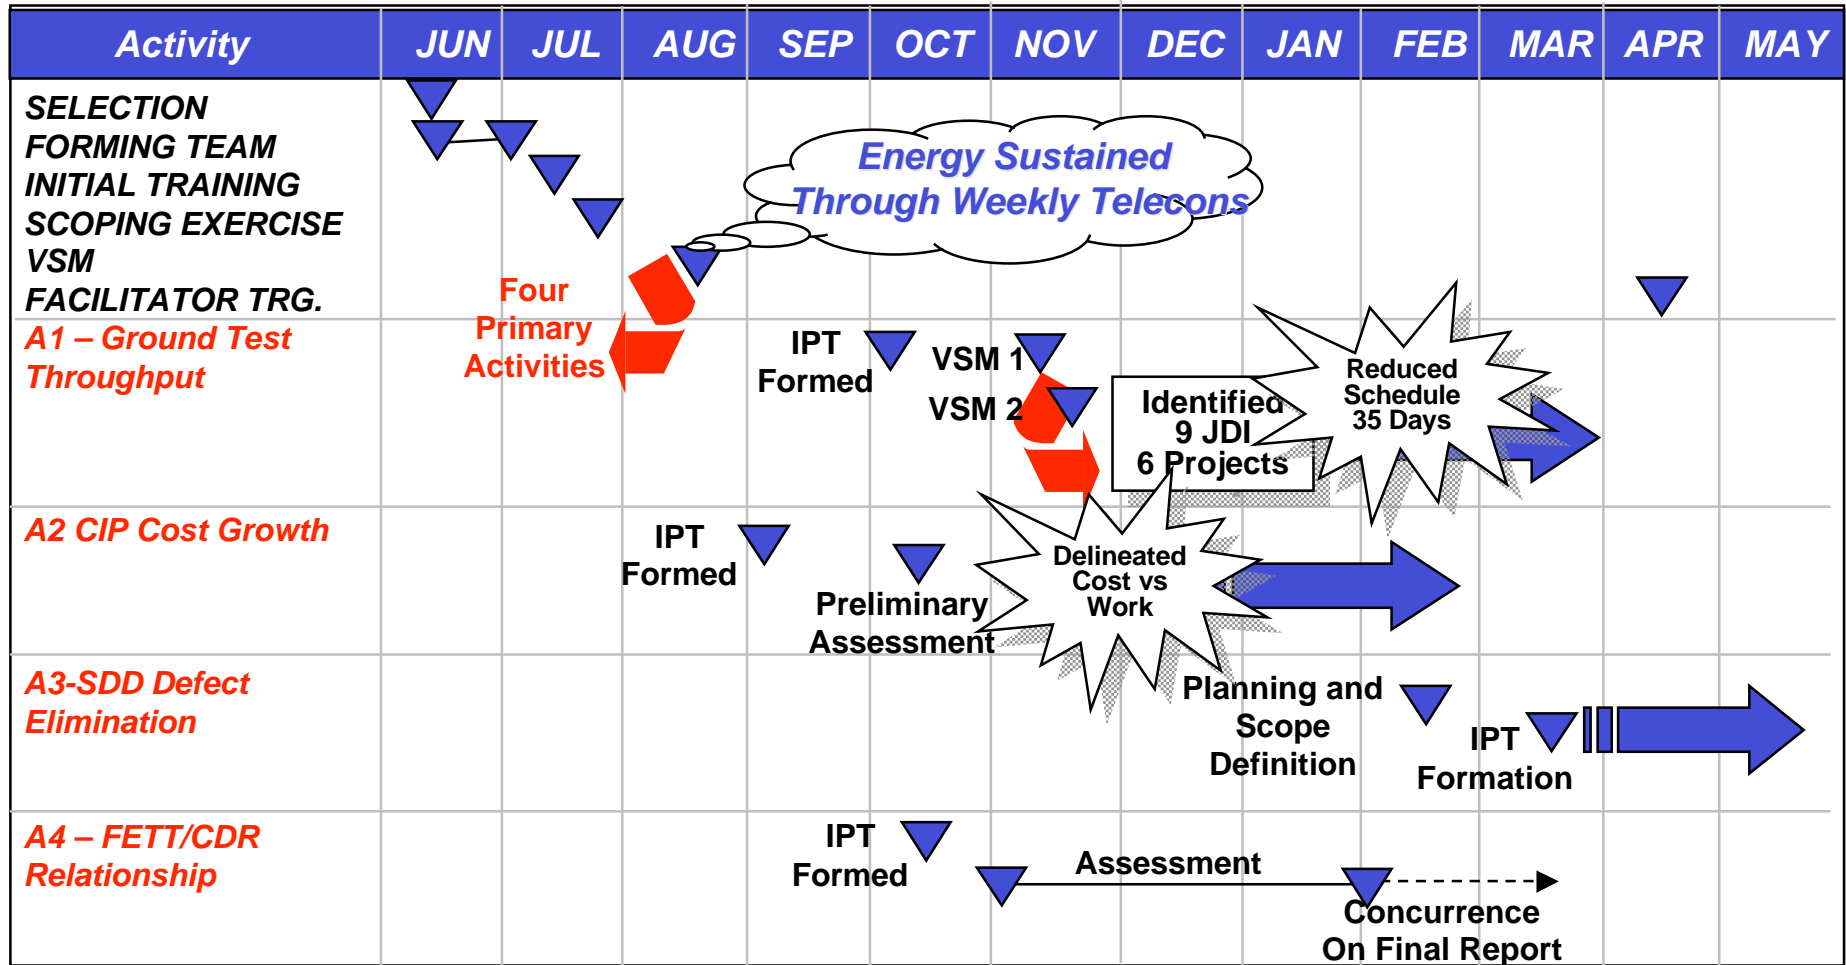 Activity JUN JUL AUG SEP OCT NOV DEC JAN FEB MAR APR MAY
SELECTION
FORMING TEAM
INITIAL TRAINING
SCOPING EXERCISE
VSM
FACILITATOR TRG.
Energy Sustained
Through Weekly Telecons
Four
Primary
Activities
A1 – Ground Test
Throughput
IPT
Formed
VSM 1
VSM 2
Identified
9 JDI
6 Projects
Reduced
Schedule
35 Days
A2 CIP Cost Growth
IPT
Formed
Preliminary
Assessment
Delineated
Cost vs
Work
A3-SDD Defect
Elimination
Planning and
Scope
Definition
IPT
Formation
A4 – FETT/CDR
Relationship
IPT
Formed
Assessment
Concurrence
On Final Report